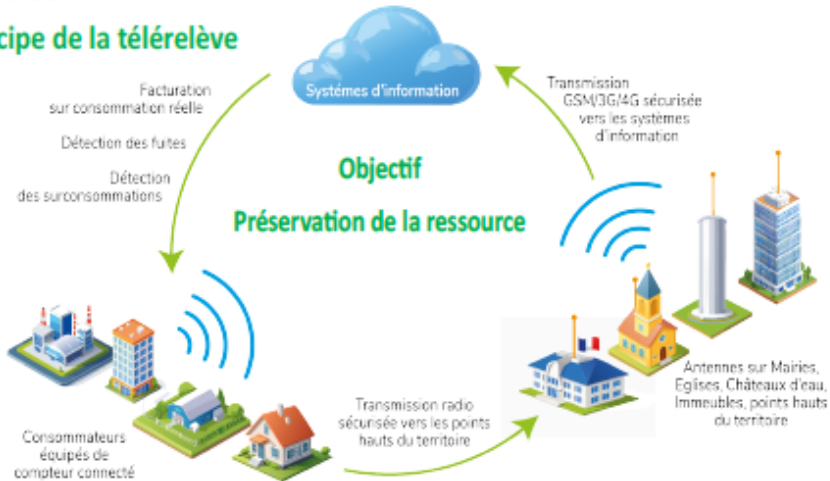 cipe de la télérelève
Systèmes d'information
Facturation
sur consommation réelle
Détection des fuites
Détection
des surconsommations
Transmission
GSM/3G/4G sécurisée
vers les systèmes
d'information
Objectif
Préservation de la ressource
Antennes sur Mairies,
Eglises, Châteaux d'eau,
Immeubles, points hauts
du territoire
Transmission radio
sécurisée vers les points
hauts du territoire
Consommateurs
équipés de
compteur connecté